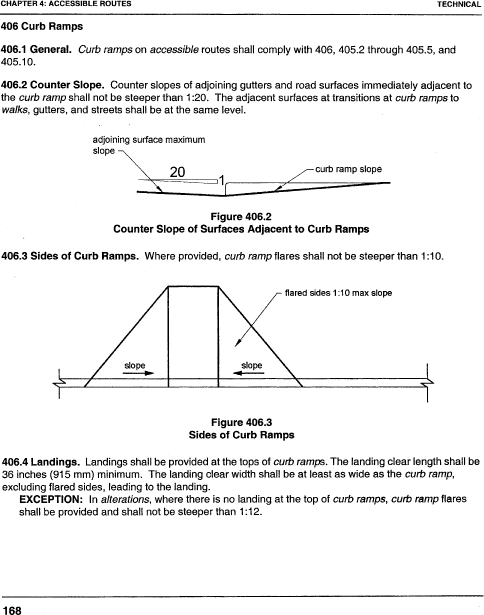 CHAPTER 4: ACCESSIBLE ROUTES TECHNICAL
406 Curb Ramps
406.1 General. Curb ramps on accessible routes shall comply with 406, 405.2 through 405.5, and
405.10.
406.2 Counter Slope. Counter slopes of adjoining gutters and road surfaces immediately adjacent to
the curb ramp shall not be steeper than 1:20. The adjacent surfaces at transitions at curb ramps to
walks, gutters, and streets shall be at the same level.
adjoining surface maximum
slope
20
1
curb ramp slope
Figure 406.2
Counter Slope of Surfaces Adjacent to Curb Ramps
406.3 Sides of Curb Ramps. Where provided, curb ramp flares shall not be steeper than 1:10.
flared sides 1:10 max slope
slope slope
Figure 406.3
Sides of Curb Ramps
406.4 Landings. Landings shall be provided at the tops of curb ramps. The landing clear length shall be
36 inches (915 mm) minimum. The landing clear width shall be at least as wide as the curb ramp,
excluding flared sides, leading to the landing.
EXCEPTION: In alterations, where there is no landing at the top of curb ramps, curb ramp flares
shall be provided and shall not be steeper than 1:12.
168